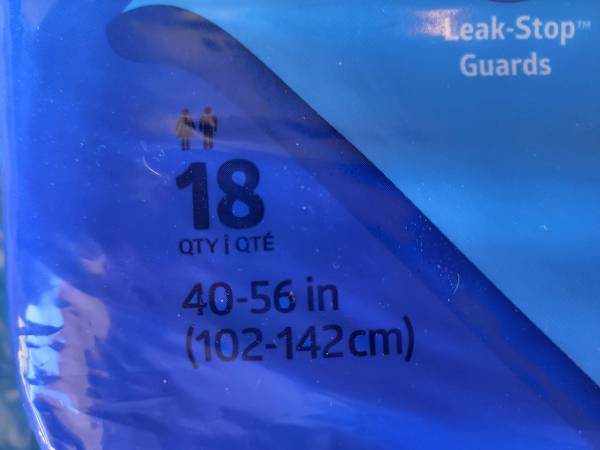 Leak-Stop™
Guards
18
QTY | QTÉ
40-56 in
(102-142cm)